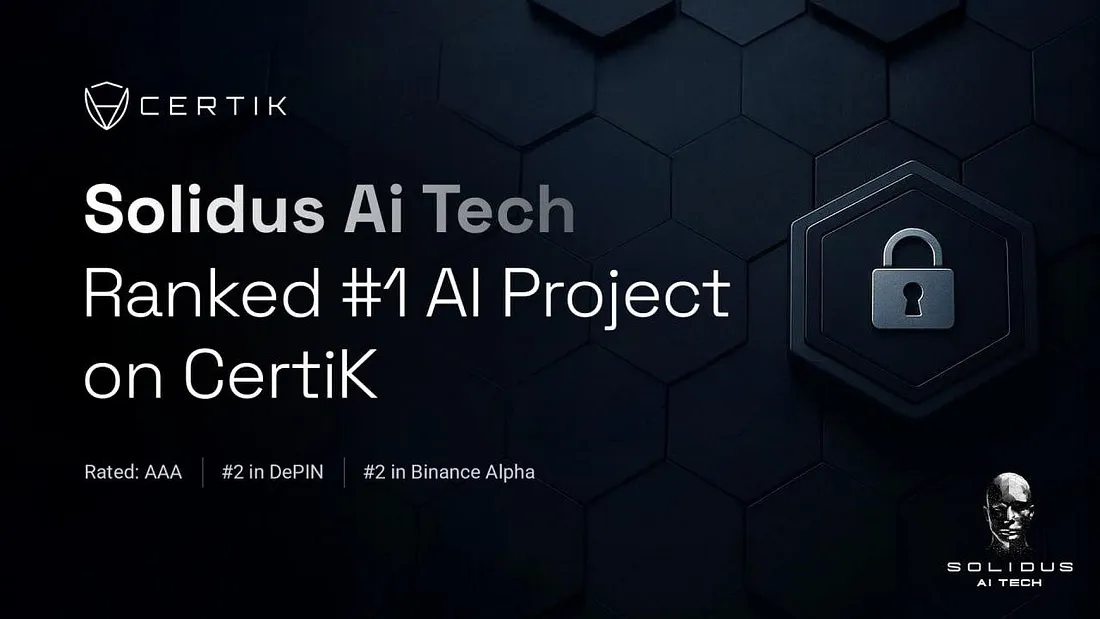 CERTIK
Solidus Ai Tech
Ranked #1 AI Project
on CertiK
Rated: AAA | #2 in DePIN | #2 in Binance Alpha
SOLIDUS
AI TECH